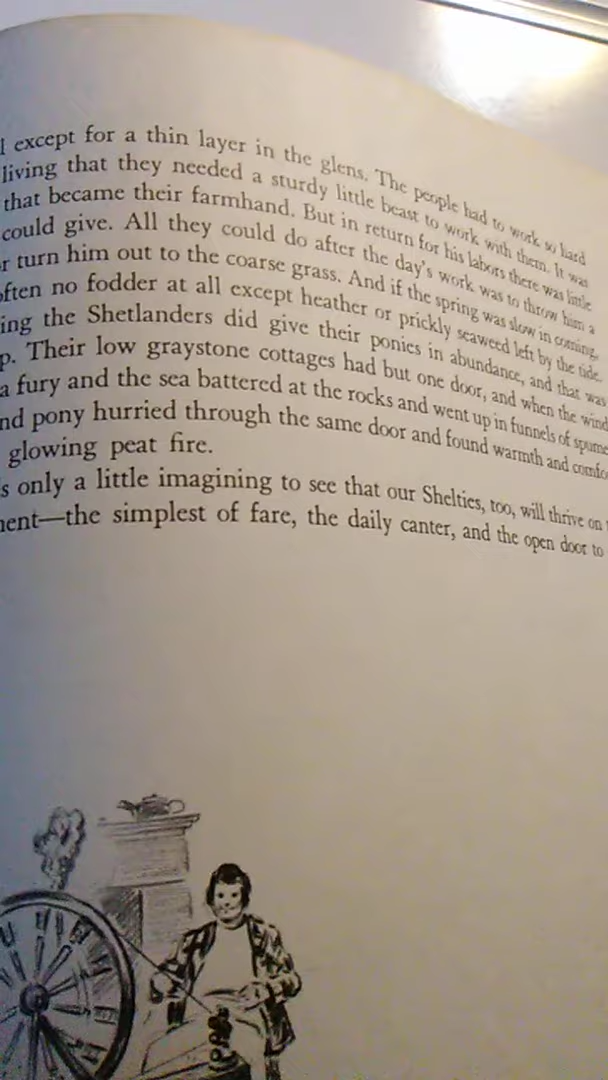 except for a thin layer in the glens. The people had to work so hard
living that they needed a sturdy little beast to work with them. It was
that became their farmhand. But in return for his labors there was little
could give. All they could do after the day's work was to throw him a
r turn him out to the coarse grass. And if the spring was slow in coming,
often no fodder at all except heather or prickly seaweed left by the tide.
ing the Shetlanders did give their ponies in abundance, and that was
p. Their low graystone cottages had but one door, and when the wind
a fury and the sea battered at the rocks and went up in funnels of spume
nd pony hurried through the same door and found warmth and comfo
glowing peat fire.
s only a little imagining to see that our Shelties, too, will thrive on
ment—the simplest of fare, the daily canter, and the open door to